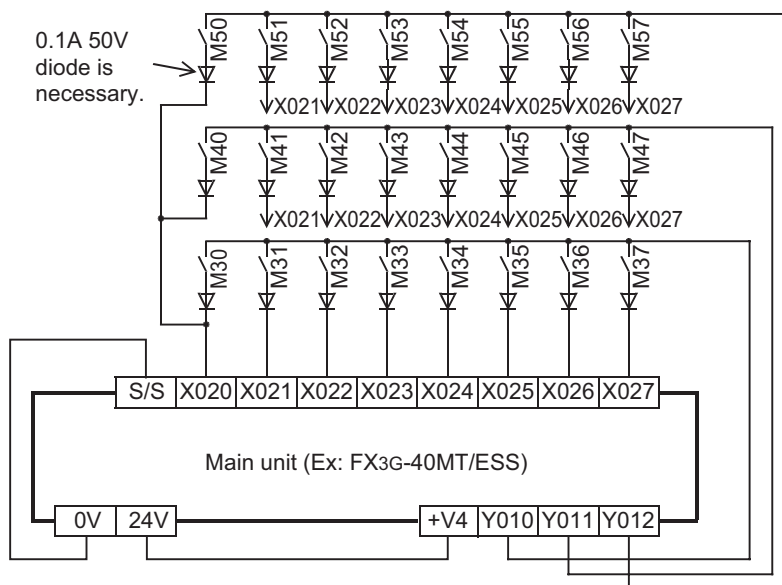 0.1A 50V
diode is
necessary.
M50 M51 M52 M53 M54 M55 M56 M57
X021 X022 X023 X024 X025 X026 X027
M40 M41 M42 M43 M44 M45 M46 M47
X021 X022 X023 X024 X025 X026 X027
M30 M31 M32 M33 M34 M35 M36 M37
S/S X020 X021 X022 X023 X024 X025 X026 X027
Main unit (Ex: FX3G-40MT/ESS)
0V 24V +V4 Y010 Y011 Y012